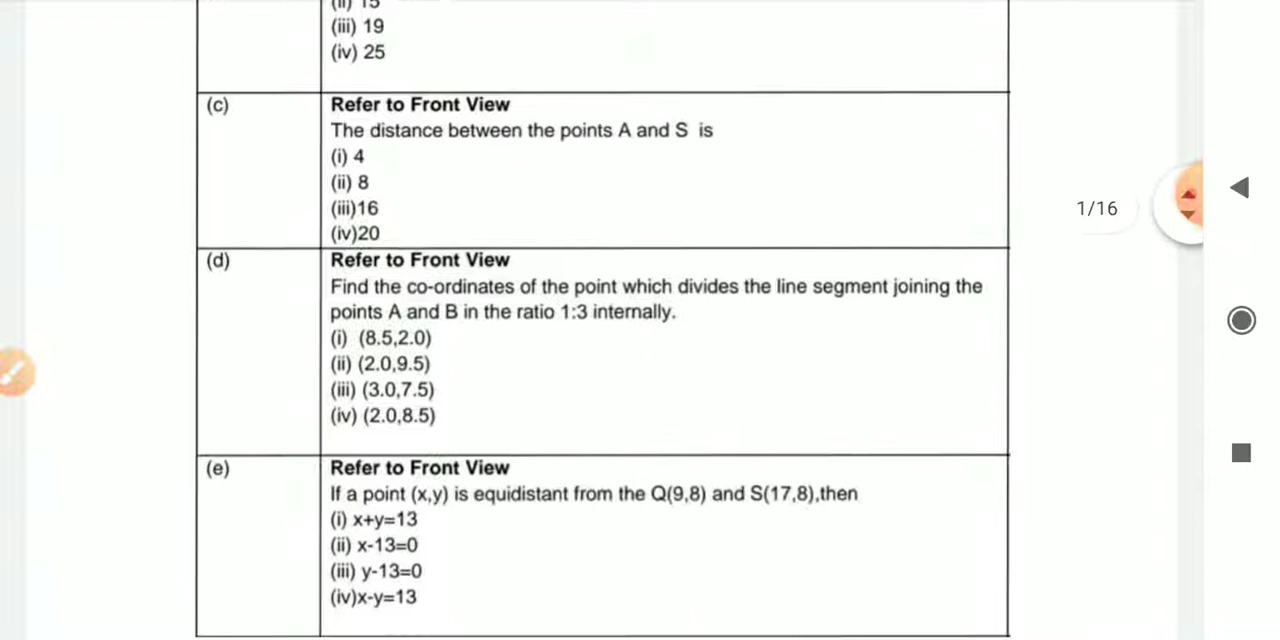 (ii) 15
(iii) 19
(iv) 25
(c)
Refer to Front View
The distance between the points A and S is
(i) 4
(ii) 8
(iii)16
(iv)20
(d)
Refer to Front View
Find the co-ordinates of the point which divides the line segment joining the
points A and B in the ratio 1:3 internally.
(i) (8.5,2.0)
(ii) (2.0,9.5)
(iii) (3.0,7.5)
(iv) (2.0,8.5)
(e)
Refer to Front View
If a point (x,y) is equidistant from the Q(9,8) and S(17,8),then
(i) x+y=13
(ii) x-13=0
(iii) y-13=0
(iv)x-y=13
1/16